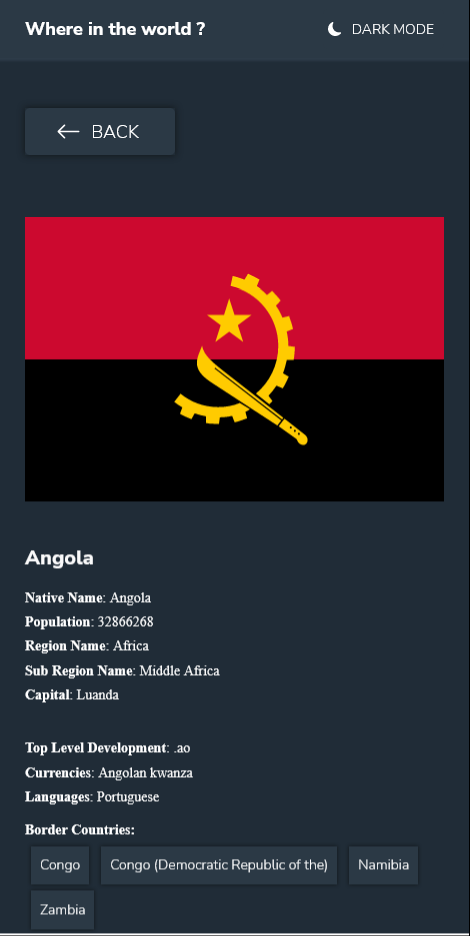 Where in the world ? DARK MODE
BACK
Angola
Native Name: Angola
Population: 32866268
Region Name: Africa
Sub Region Name: Middle Africa
Capital: Luanda
Top Level Development: .ao
Currencies: Angolan kwanza
Languages: Portuguese
Border Countries:
Congo Congo (Democratic Republic of the) Namibia
Zambia